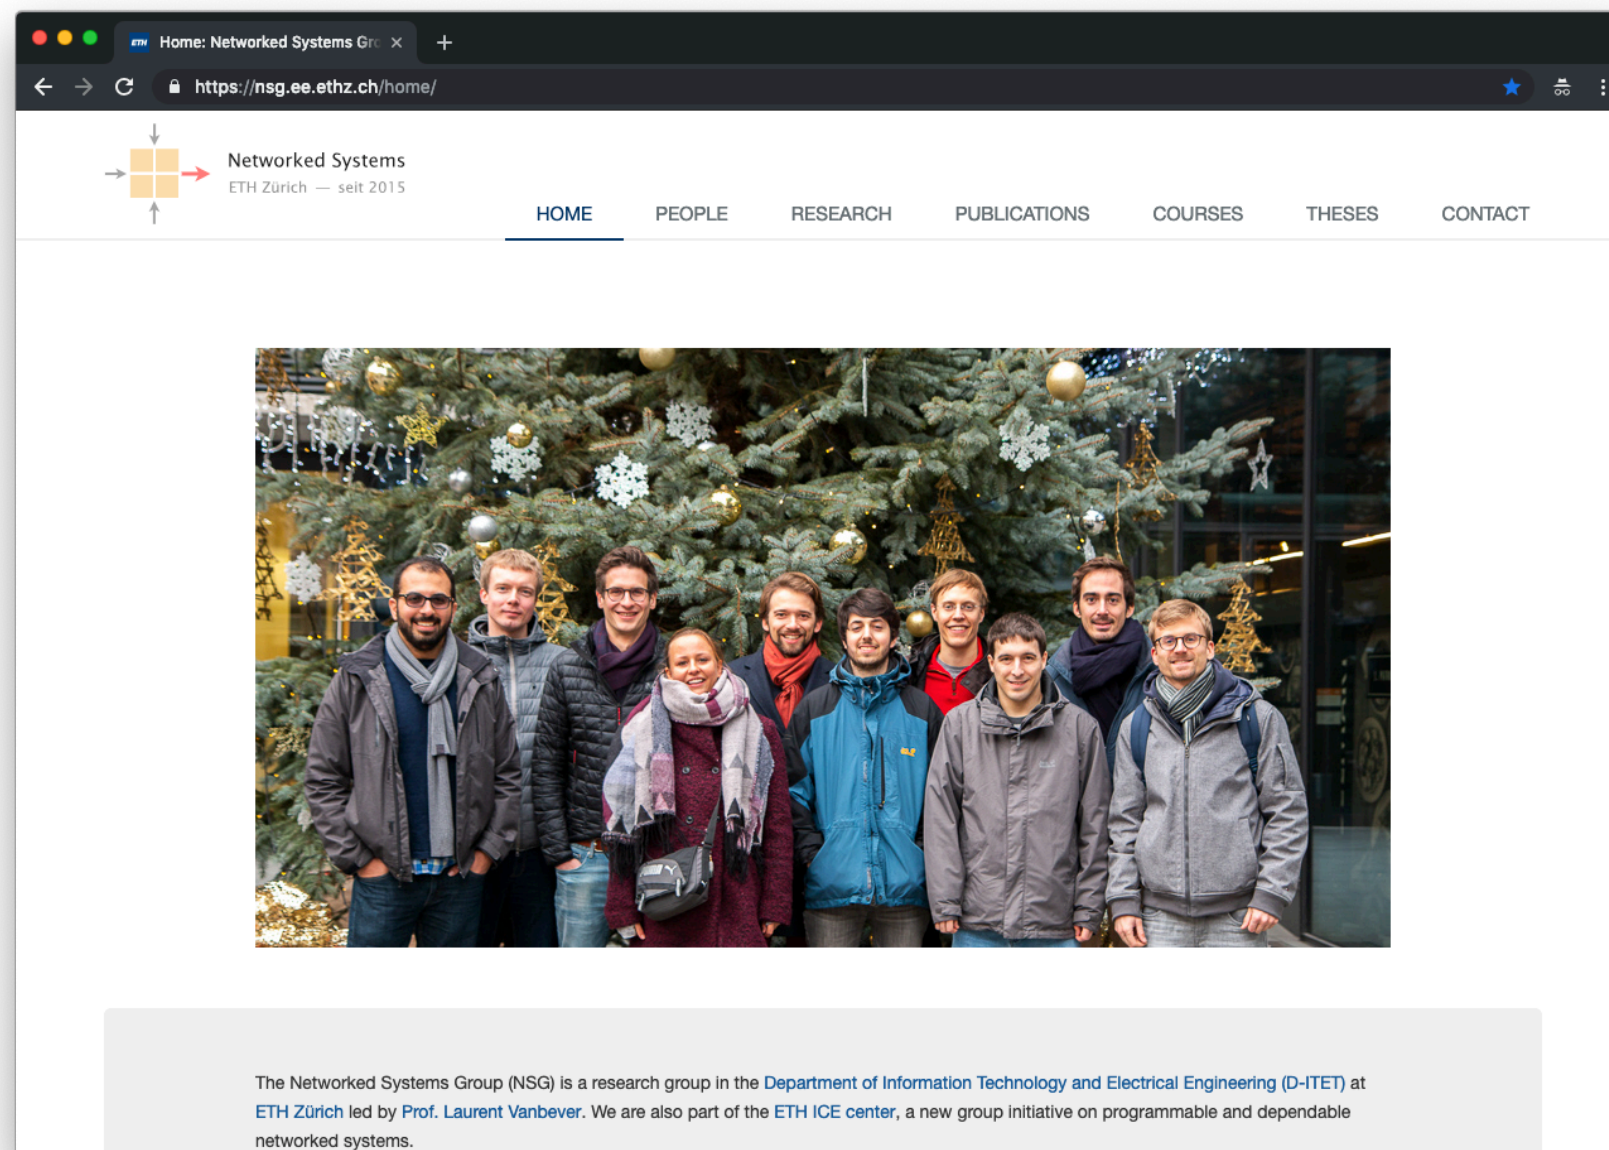 Home: Networked Systems Gro
https://nsg.ee.ethz.ch/home/
Networked Systems
ETH Zürich — seit 2015
HOME PEOPLE RESEARCH PUBLICATIONS COURSES THESES CONTACT
The Networked Systems Group (NSG) is a research group in the Department of Information Technology and Electrical Engineering (D-ITET) at
ETH Zürich led by Prof. Laurent Vanbever. We are also part of the ETH ICE center, a new group initiative on programmable and dependable
networked systems.